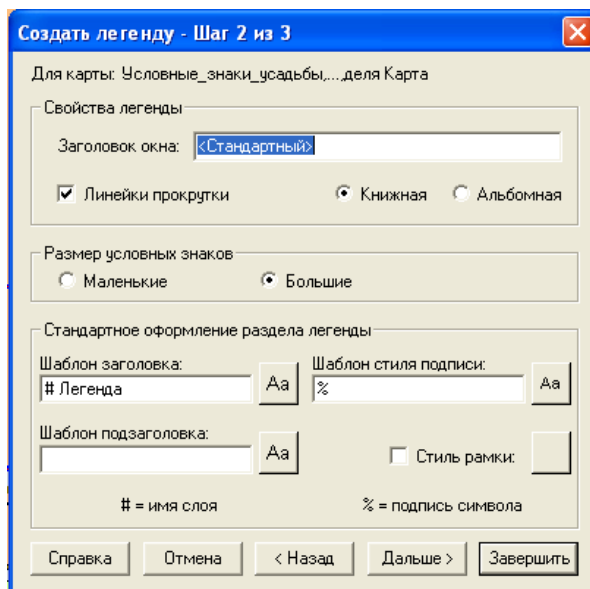 Создать легенду - Шаг 2 из 3
Для карты: Условные_знаки_усадьбы,...,деля Карта
Свойства легенды
Заголовок окна: <Стандартный>
Линейки прокрутки Книжная Альбомная
Размер условных знаков
Маленькие Большие
Стандартное оформление раздела легенды
Шаблон заголовка: Шаблон стиля подписи:
# Легенда Aa % Aa
Шаблон подзаголовка:
Aa Стиль рамки:
# = имя слоя % = подпись символа
Справка Отмена < Назад Дальше > Завершить